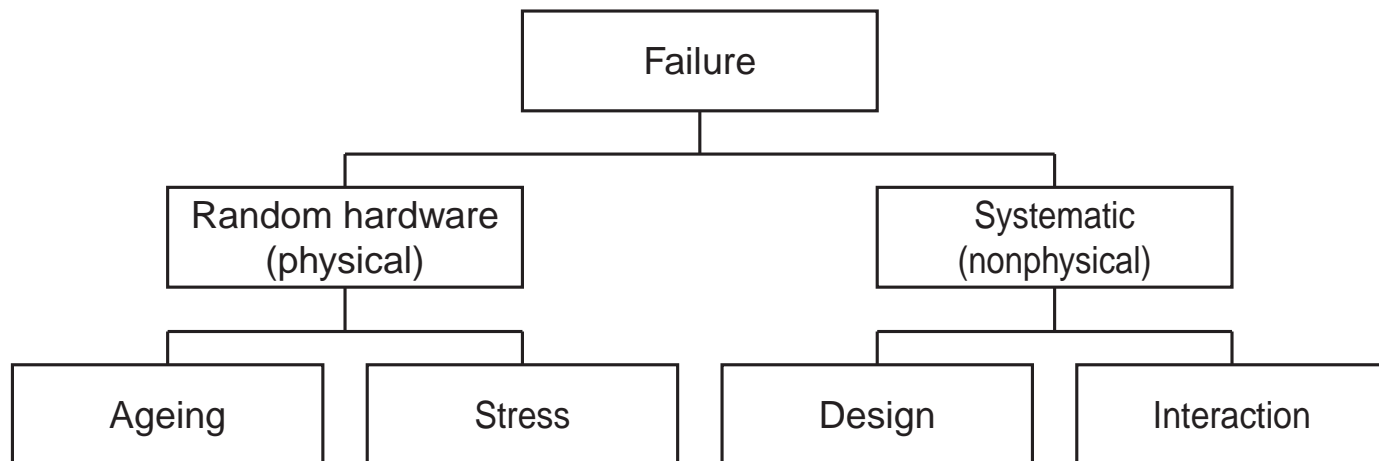 Failure
Random hardware
(physical)
Systematic
(nonphysical)
Ageing
Stress
Design
Interaction